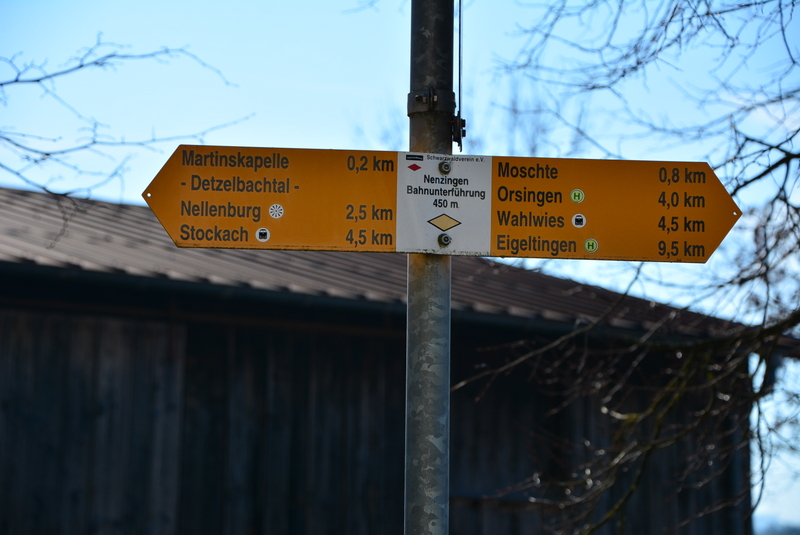 Martinskapelle 0,2 km
- Detzelbachtal -
Nellenburg 2,5 km
Stockach 4,5 km
Schwarzwaldverein e.V.
Nenzingen
Bahnunterführung
450 m
Moschte 0,8 km
Orsingen H 4,0 km
Wahlwies 4,5 km
Eigeltingen H 9,5 km